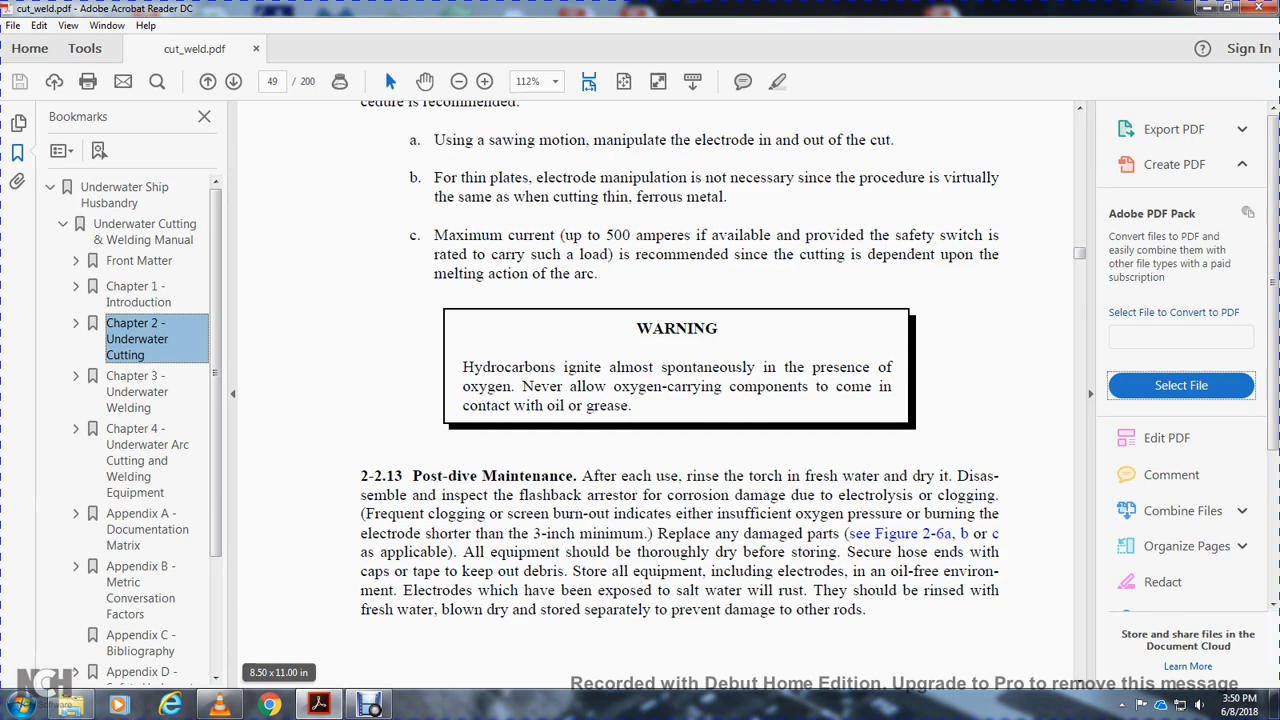 cut_weld.pdf - Adobe Acrobat Reader DC
File Edit View Window Help
Home Tools cut_weld.pdf × Sign In
49 / 200 112%
cedure is recommended.
a. Using a sawing motion, manipulate the electrode in and out of the cut.
b. For thin plates, electrode manipulation is not necessary since the procedure is virtually
the same as when cutting thin, ferrous metal.
c. Maximum current (up to 500 amperes if available and provided the safety switch is
rated to carry such a load) is recommended since the cutting is dependent upon the
melting action of the arc.
WARNING
Hydrocarbons ignite almost spontaneously in the presence of
oxygen. Never allow oxygen-carrying components to come in
contact with oil or grease.
2-2.13 Post-dive Maintenance. After each use, rinse the torch in fresh water and dry it. Disas-
semble and inspect the flashback arrestor for corrosion damage due to electrolysis or clogging.
(Frequent clogging or screen burn-out indicates either insufficient oxygen pressure or burning the
electrode shorter than the 3-inch minimum.) Replace any damaged parts (see Figure 2-6a, b or c
as applicable). All equipment should be thoroughly dry before storing. Secure hose ends with
caps or tape to keep out debris. Store all equipment, including electrodes, in an oil-free environ-
ment. Electrodes which have been exposed to salt water will rust. They should be rinsed with
fresh water, blown dry and stored separately to prevent damage to other rods.
8.50 x 11.00 in
Bookmarks
Underwater Ship
Husbandry
Underwater Cutting
& Welding Manual
Front Matter
Chapter 1 -
Introduction
Chapter 2 -
Underwater
Cutting
Chapter 3 -
Underwater
Welding
Chapter 4 -
Underwater Arc
Cutting and
Welding
Equipment
Appendix A -
Documentation
Matrix
Appendix B -
Metric
Conversation
Factors
Appendix C -
Bibliography
Appendix D -
Export PDF
Create PDF
Adobe PDF Pack
Convert files to PDF and
easily combine them with
other file types with a paid
subscription
Select File to Convert to PDF
Select File
Edit PDF
Comment
Combine Files
Organize Pages
Redact
Store and share files in the
Document Cloud
Learn More
NCH
Software
Recorded with Debut Home Edition. Upgrade to Pro to remove this message
3:50 PM
6/8/2018